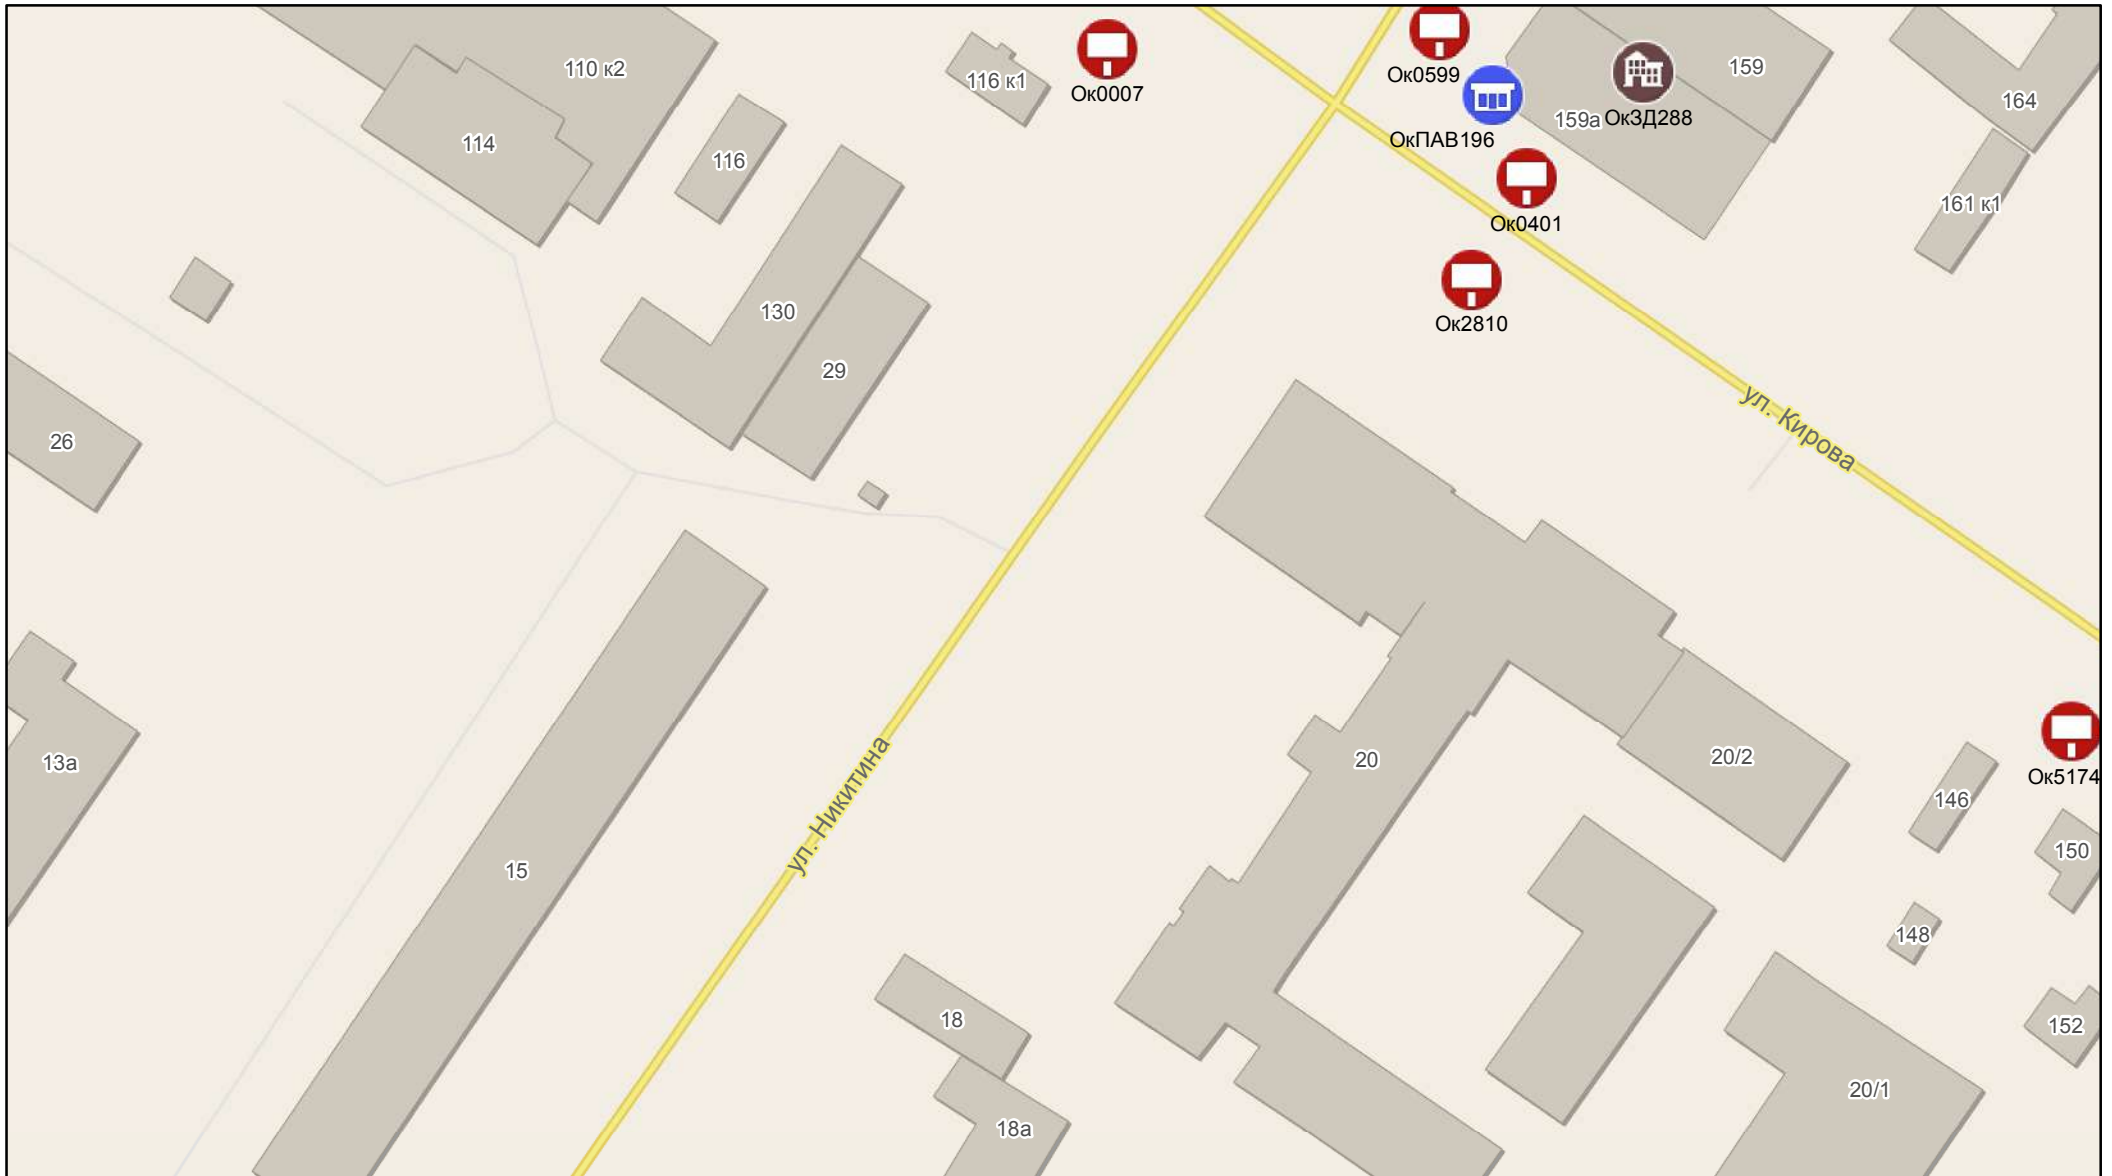 110 к2
116 к1
Ок0007
Ок0599
159
164
ОкПАВ196
159а
ОкЗД288
114
116
161 к1
Ок0401
130
Ок2810
29
26
ул. Кирова
13а
20
20/2
Ок5174
146
150
ул. Никитина
15
148
18
152
20/1
18а